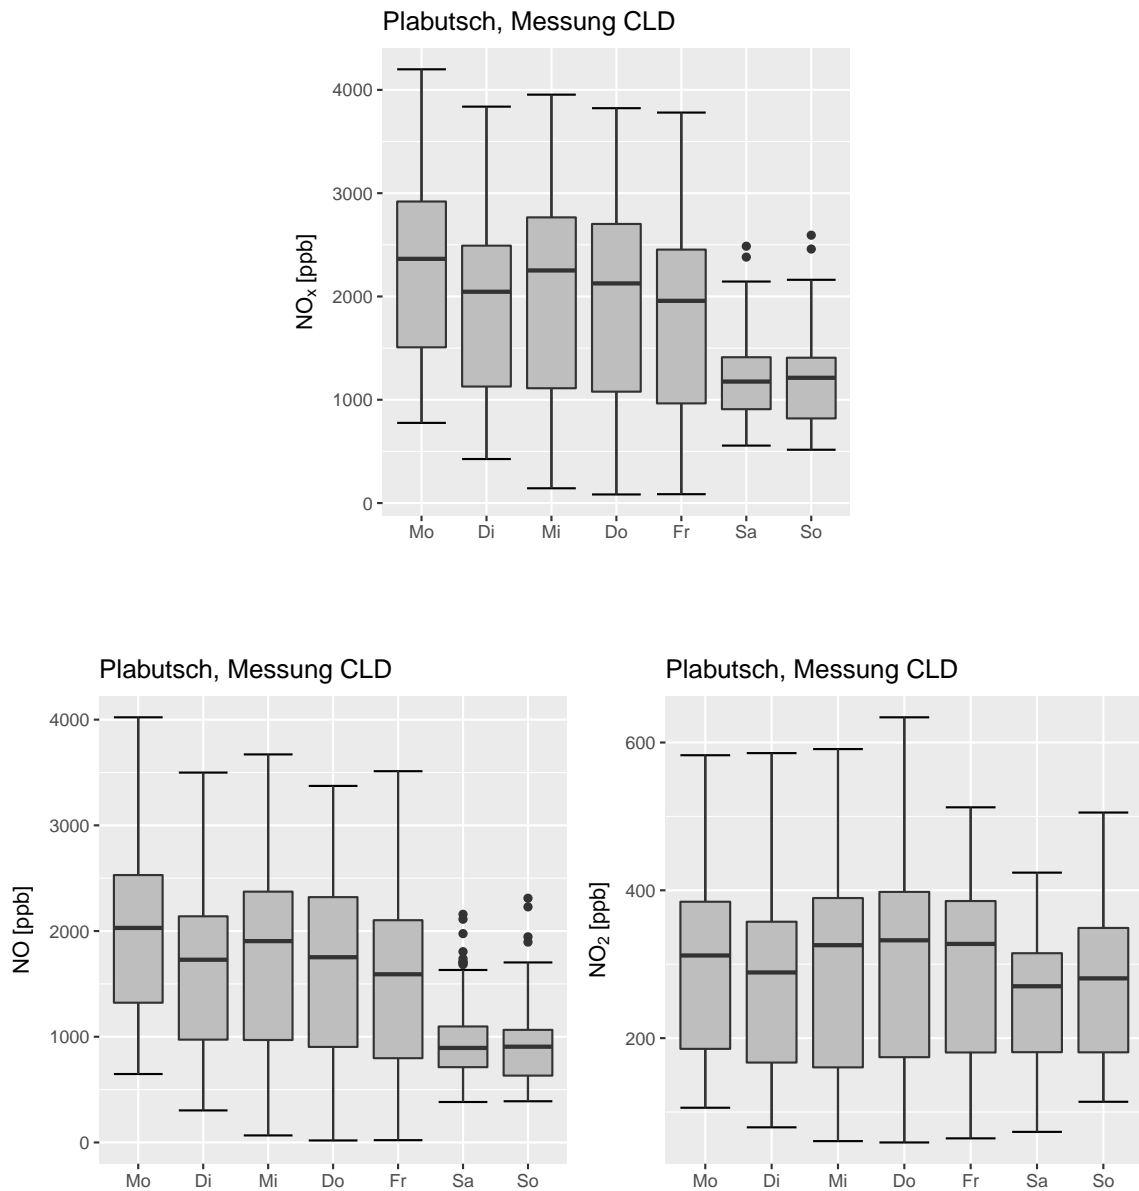 Plabutsch, Messung CLD
NOₓ [ppb]
4000
3000
2000
1000
0
Mo Di Mi Do Fr Sa So
Plabutsch, Messung CLD
NO [ppb]
4000
3000
2000
1000
0
Mo Di Mi Do Fr Sa So
Plabutsch, Messung CLD
NO₂ [ppb]
600
400
200
Mo Di Mi Do Fr Sa So